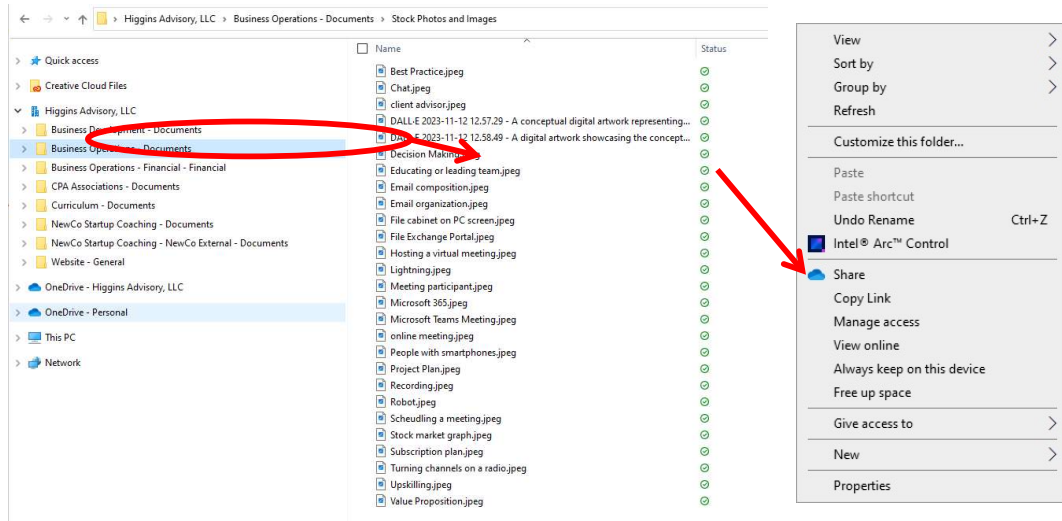 Higgins Advisory, LLC > Business Operations - Documents > Stock Photos and Images
Quick access
Creative Cloud Files
Higgins Advisory, LLC
Business Development - Documents
Business Operations - Documents
Business Operations - Financial - Financial
CPA Associations - Documents
Curriculum - Documents
NewCo Startup Coaching - Documents
NewCo Startup Coaching - NewCo External - Documents
Website - General
OneDrive - Higgins Advisory, LLC
OneDrive - Personal
This PC
Network
Name Status
Best Practice.jpeg
Chat.jpeg
client advisor.jpeg
DALL·E 2023-11-12 12.57.29 - A conceptual digital artwork representing...
DALL·E 2023-11-12 12.58.49 - A digital artwork showcasing the concept...
Decision Making
Educating or leading team.jpeg
Email composition.jpeg
Email organization.jpeg
File cabinet on PC screen.jpeg
File Exchange Portal.jpeg
Hosting a virtual meeting.jpeg
Lightning.jpeg
Meeting participant.jpeg
Microsoft 365.jpeg
Microsoft Teams Meeting.jpeg
online meeting.jpeg
People with smartphones.jpeg
Project Plan.jpeg
Recording.jpeg
Robot.jpeg
Scheudling a meeting.jpeg
Stock market graph.jpeg
Subscription plan.jpeg
Turning channels on a radio.jpeg
Upskilling.jpeg
Value Proposition.jpeg
View
Sort by
Group by
Refresh
Customize this folder...
Paste
Paste shortcut
Undo Rename Ctrl+Z
Intel® Arc™ Control
Share
Copy Link
Manage access
View online
Always keep on this device
Free up space
Give access to
New
Properties